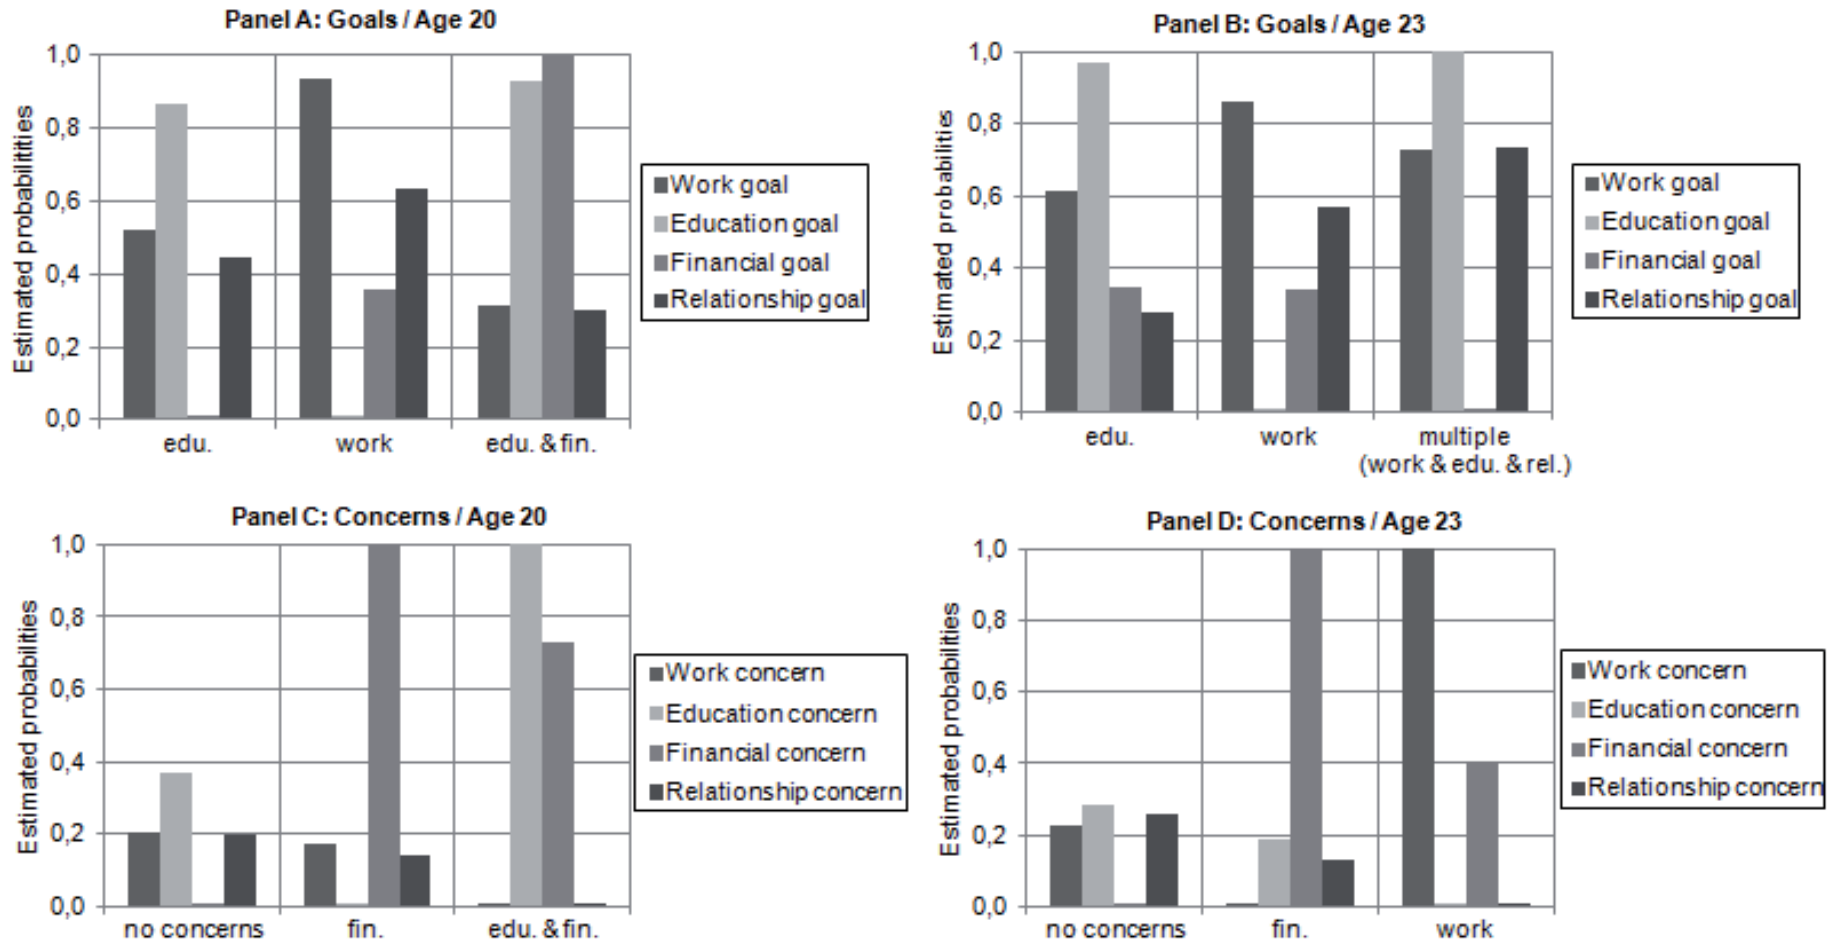 Panel A: Goals / Age 20
Estimated probabilitities
1,0
0,8
0,6
0,4
0,2
0,0
edu.
work
edu. & fin.
Work goal
Education goal
Financial goal
Relationship goal
Panel B: Goals / Age 23
Estimated probabilities
1,0
0,8
0,6
0,4
0,2
0,0
edu.
work
multiple
(work & edu. & rel.)
Work goal
Education goal
Financial goal
Relationship goal
Panel C: Concerns / Age 20
Estimated probabilities
1,0
0,8
0,6
0,4
0,2
0,0
no concerns
fin.
edu. & fin.
Work concern
Education concern
Financial concern
Relationship concern
Panel D: Concerns / Age 23
Estimated probabilities
1,0
0,8
0,6
0,4
0,2
0,0
no concerns
fin.
work
Work concern
Education concern
Financial concern
Relationship concern